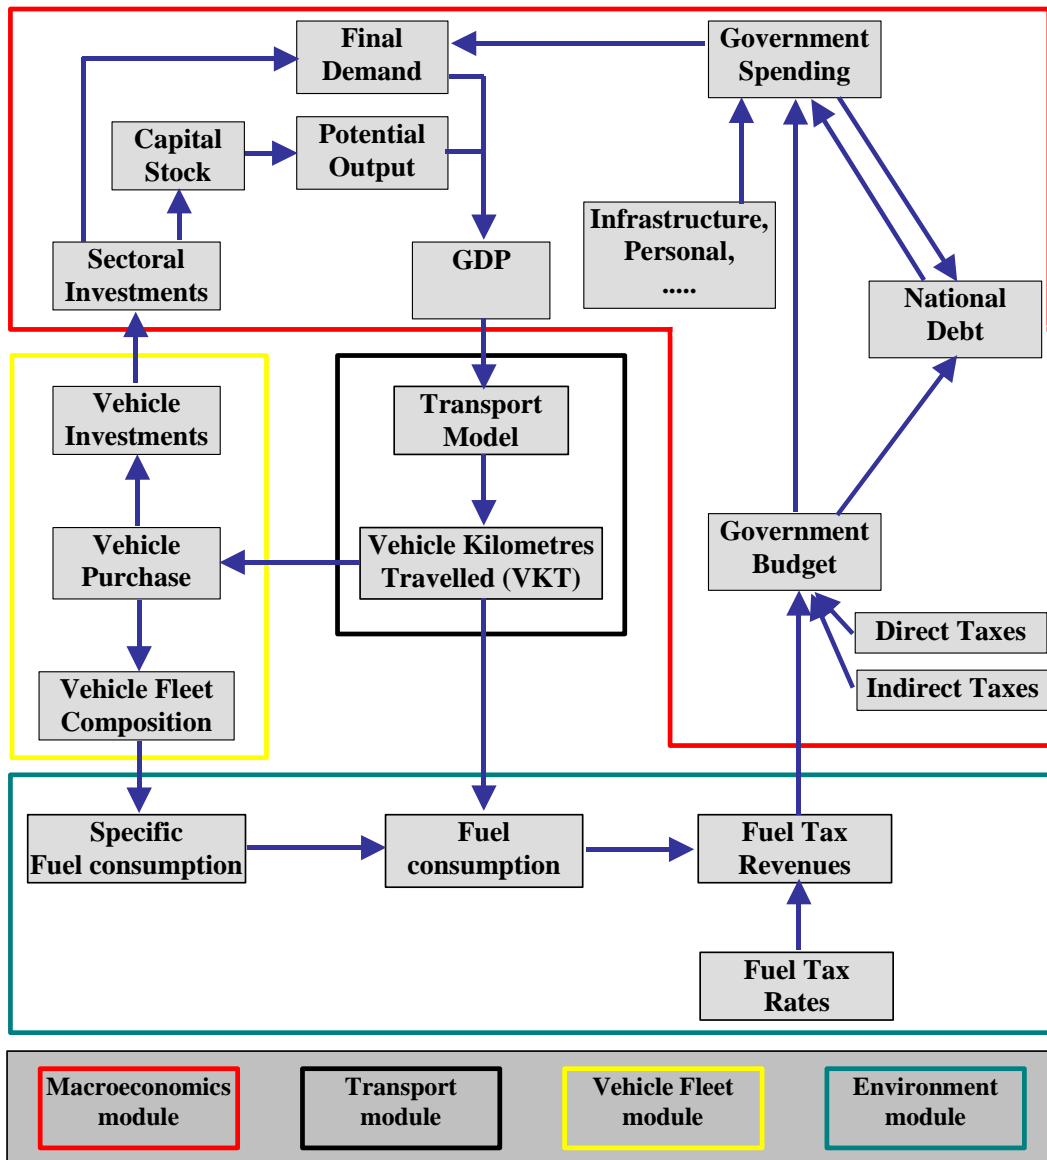 Final
Demand
Government
Spending
Capital
Stock
Potential
Output
Infrastructure,
Personal,
.....
Sectoral
Investments
GDP
National
Debt
Vehicle
Investments
Transport
Model
Vehicle
Purchase
Vehicle Kilometres
Travelled (VKT)
Government
Budget
Direct Taxes
Indirect Taxes
Vehicle Fleet
Composition
Specific
Fuel consumption
Fuel
consumption
Fuel Tax
Revenues
Fuel Tax
Rates
Macroeconomics
module
Transport
module
Vehicle Fleet
module
Environment
module